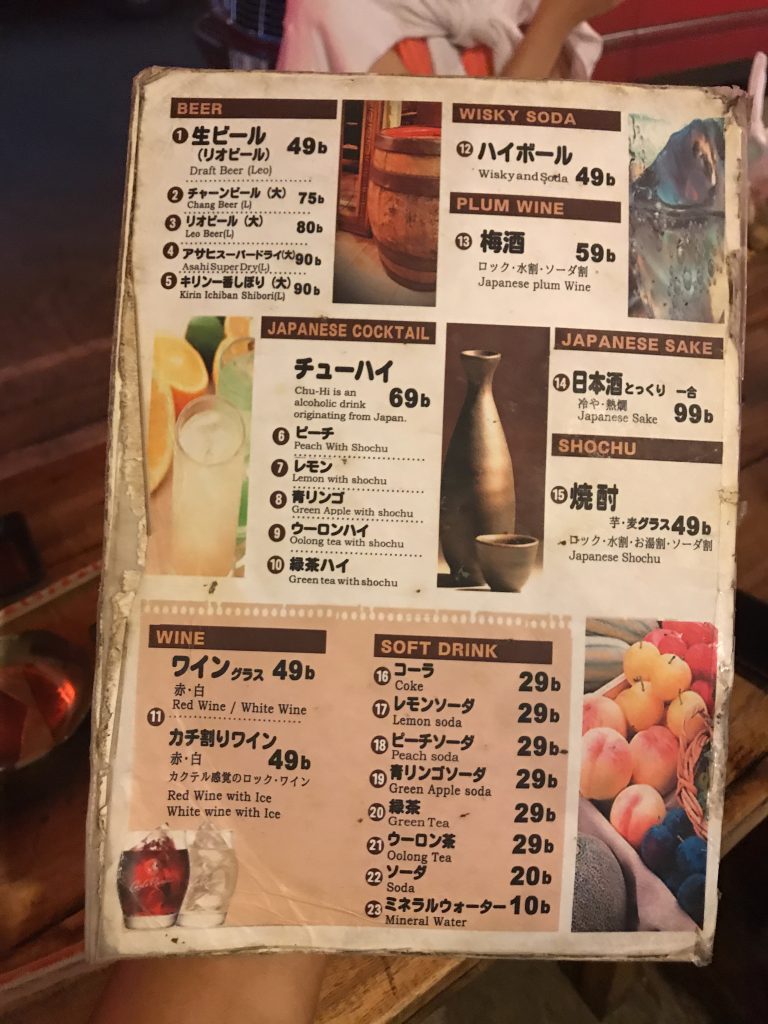 BEER
① 生ビール 49b
(リオビール)
Draft Beer (Leo)
② チャーンビール (大) 75b
Chang Beer (L)
③ リオビール (大) 80b
Leo Beer(L)
④ アサヒスーパードライ(大) 90b
Asahi Super Dry(L)
⑤ キリン一番しぼり (大) 90b
Kirin Ichiban Shibori(L)
WISKY SODA
⑫ ハイボール
Wisky and Soda 49b
PLUM WINE
⑬ 梅酒 59b
ロック・水割・ソーダ割
Japanese plum Wine
JAPANESE COCKTAIL
チューハイ
Chu-Hi is an
alcoholic drink 69b
originating from Japan.
⑥ ピーチ
Peach With Shochu
⑦ レモン
Lemon with shochu
⑧ 青リンゴ
Green Apple with shochu
⑨ ウーロンハイ
Oolong tea with shochu
⑩ 緑茶ハイ
Green tea with shochu
JAPANESE SAKE
⑭ 日本酒 とっくり 一合
冷や・熱燗
Japanese Sake 99b
SHOCHU
⑮ 焼酎
芋・麦 グラス 49b
ロック・水割・お湯割・ソーダ割
Japanese Shochu
WINE
ワイン グラス 49b
赤・白
Red Wine / White Wine
⑪
カチ割りワイン
赤・白 49b
カクテル感覚のロック・ワイン
Red Wine with Ice
White wine with Ice
SOFT DRINK
⑯ コーラ 29b
Coke
⑰ レモンソーダ 29b
Lemon soda
⑱ ピーチソーダ 29b
Peach soda
⑲ 青リンゴソーダ 29b
Green Apple soda
⑳ 緑茶 29b
Green Tea
㉑ ウーロン茶 29b
Oolong Tea
㉒ ソーダ 20b
Soda
㉓ ミネラルウォーター 10b
Mineral Water